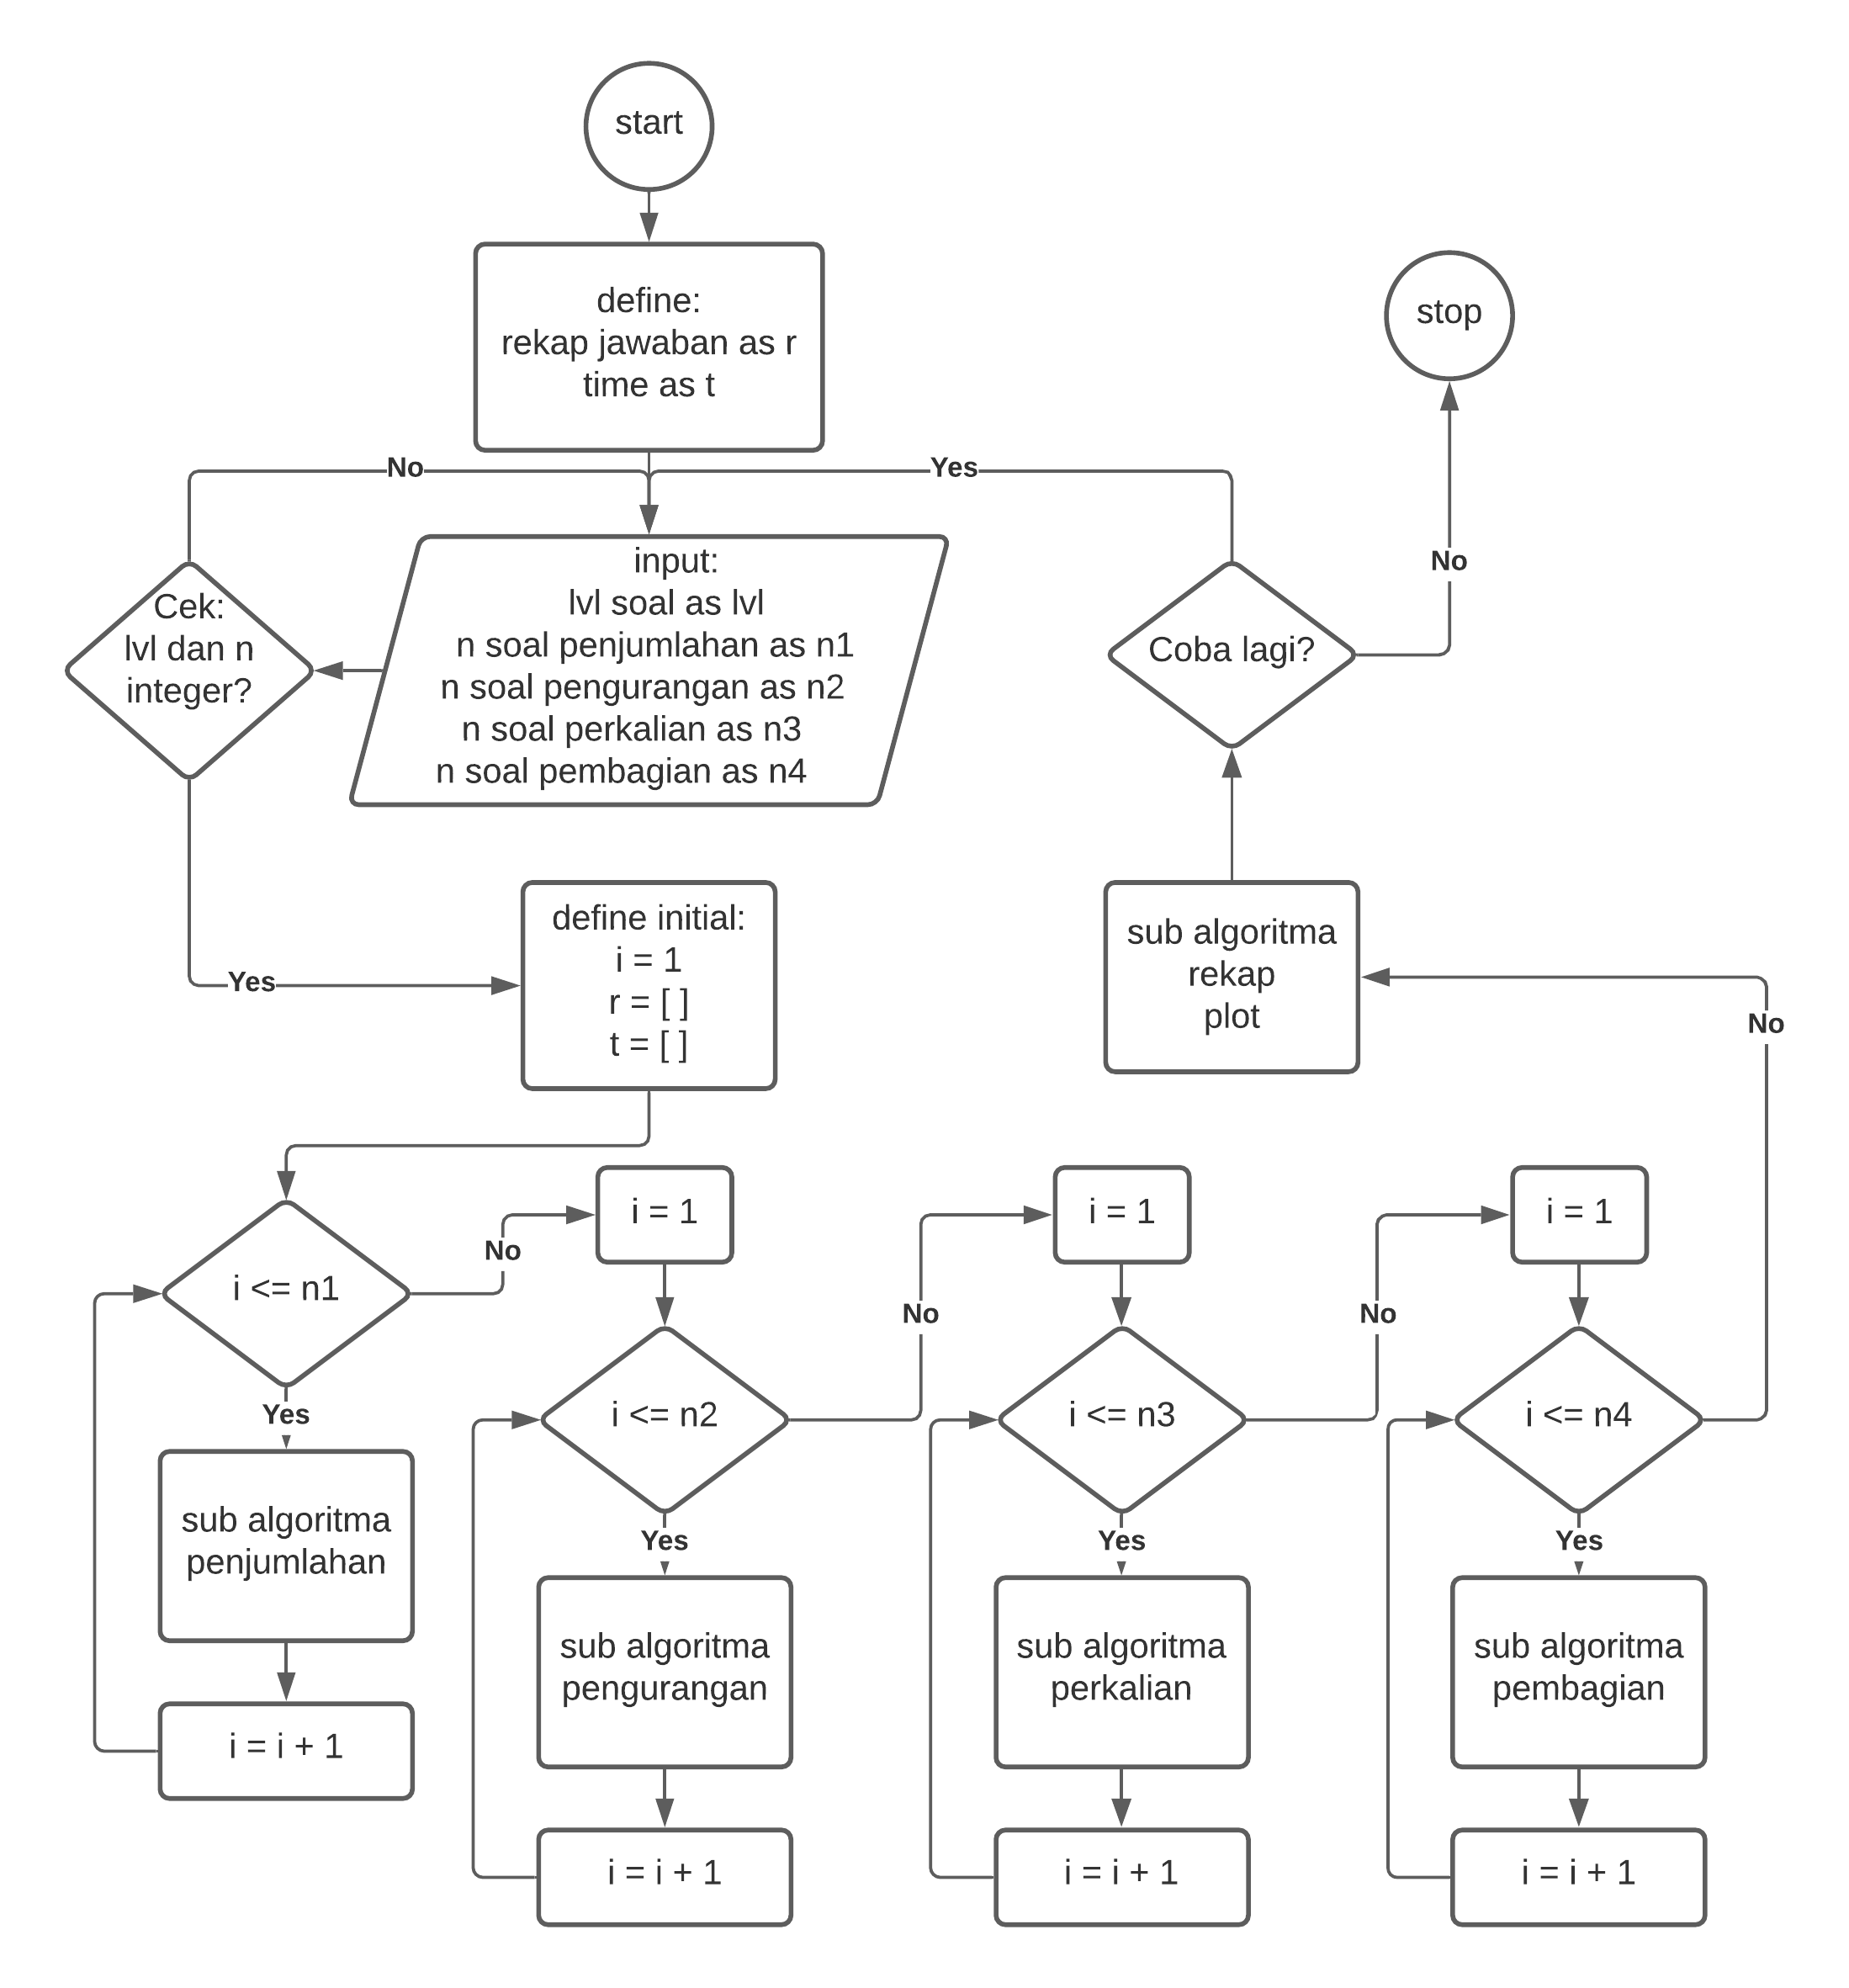 start
define:
rekap jawaban as r
time as t
stop
No
Yes
input:
lvl soal as lvl
n soal penjumlahan as n1
n soal pengurangan as n2
n soal perkalian as n3
n soal pembagian as n4
Cek:
lvl dan n
integer?
Coba lagi?
No
Yes
define initial:
i = 1
r = [ ]
t = [ ]
sub algoritma
rekap
plot
No
i <= n1
No
i = 1
No
i = 1
No
i = 1
Yes
i <= n2
i <= n3
i <= n4
sub algoritma
penjumlahan
Yes
Yes
Yes
sub algoritma
pengurangan
sub algoritma
perkalian
sub algoritma
pembagian
i = i + 1
i = i + 1
i = i + 1
i = i + 1